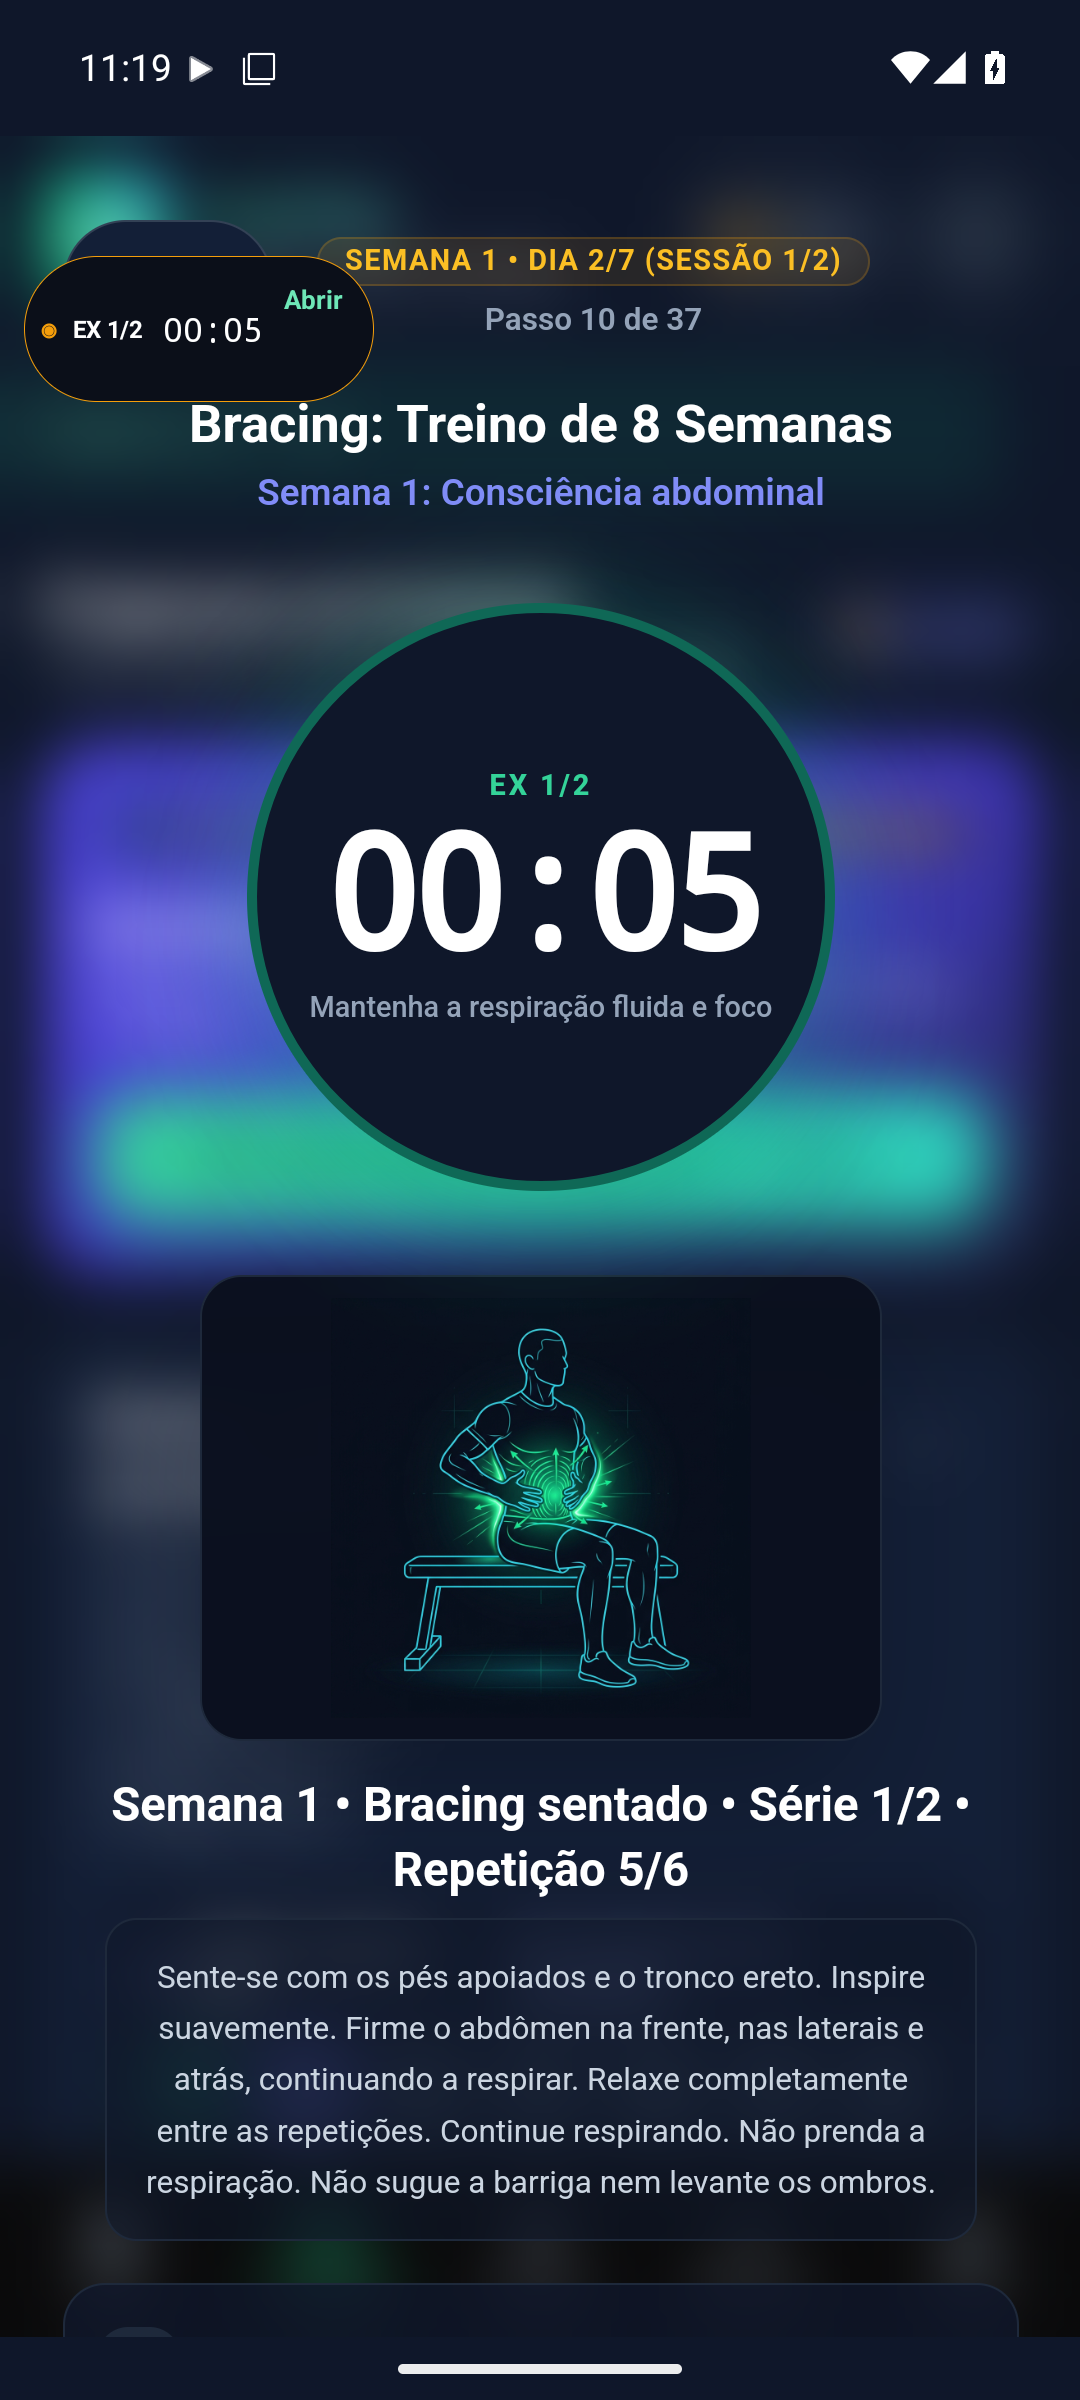 11:19
SEMANA 1 • DIA 2/7 (SESSÃO 1/2)
Passo 10 de 37
EX 1/2 00:05 Abrir
Bracing: Treino de 8 Semanas
Semana 1: Consciência abdominal
EX 1/2
00:05
Mantenha a respiração fluida e foco
Semana 1 • Bracing sentado • Série 1/2 •
Repetição 5/6
Sente-se com os pés apoiados e o tronco ereto. Inspire
suavemente. Firme o abdômen na frente, nas laterais e
atrás, continuando a respirar. Relaxe completamente
entre as repetições. Continue respirando. Não prenda a
respiração. Não sugue a barriga nem levante os ombros.